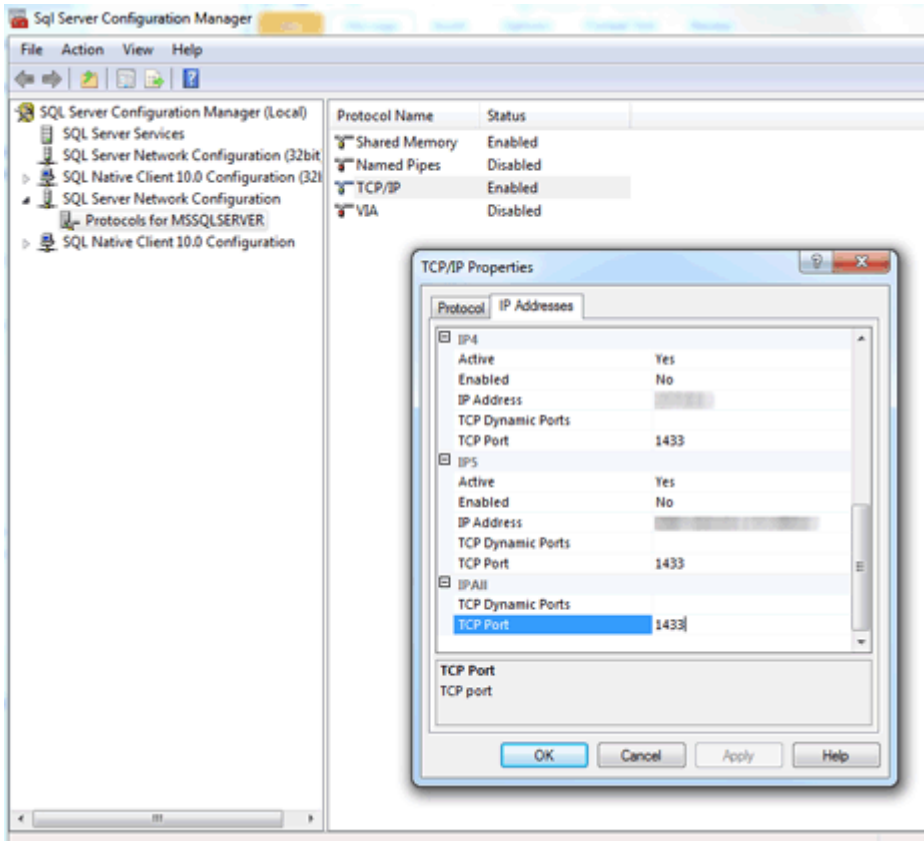 Sql Server Configuration Manager
File Action View Help
SQL Server Configuration Manager (Local)
SQL Server Services
SQL Server Network Configuration (32bit
SQL Native Client 10.0 Configuration (32
SQL Server Network Configuration
Protocols for MSSQLSERVER
SQL Native Client 10.0 Configuration
Protocol Name Status
Shared Memory Enabled
Named Pipes Disabled
TCP/IP Enabled
VIA Disabled
TCP/IP Properties
Protocol IP Addresses
IP4
Active Yes
Enabled No
IP Address
TCP Dynamic Ports
TCP Port 1433
IP5
Active Yes
Enabled No
IP Address
TCP Dynamic Ports
TCP Port 1433
IPAll
TCP Dynamic Ports
TCP Port 1433
TCP Port
TCP port
OK Cancel Apply Help